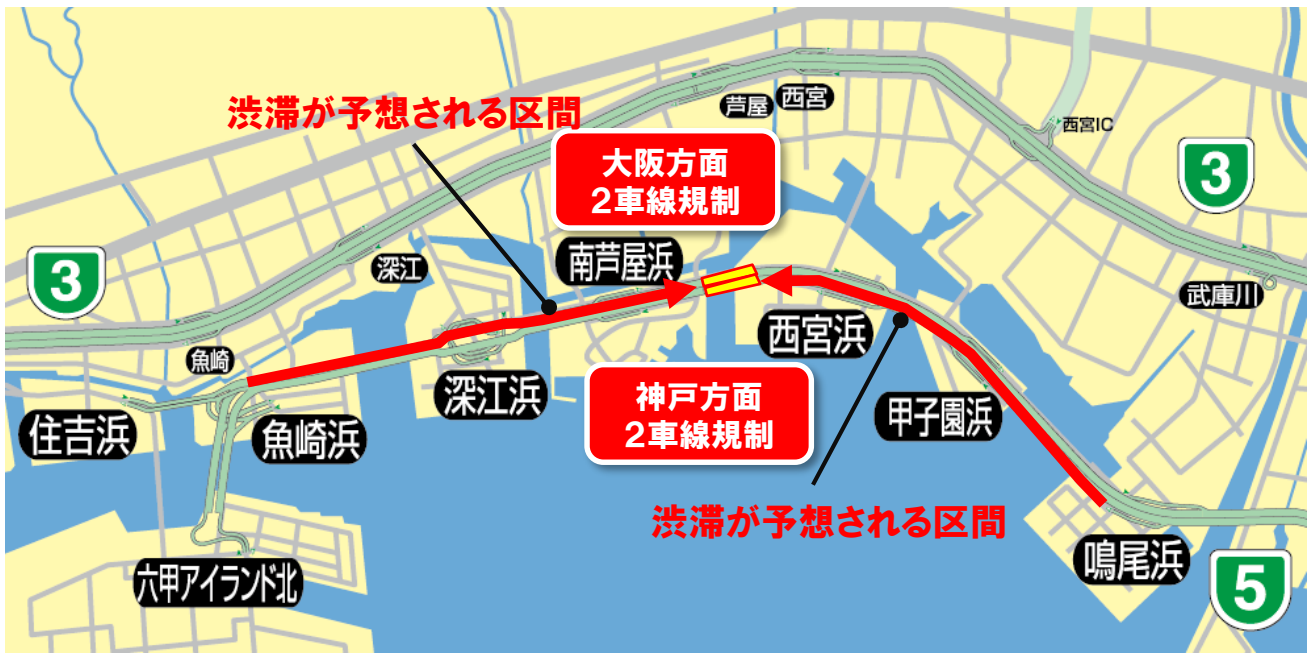 芦屋
西宮
渋滞が予想される区間
西宮IC
大阪方面
2車線規制
3
南芦屋浜
深江
3
武庫川
西宮浜
魚崎
深江浜
神戸方面
2車線規制
甲子園浜
住吉浜
魚崎浜
渋滞が予想される区間
鳴尾浜
六甲アイランド北
5